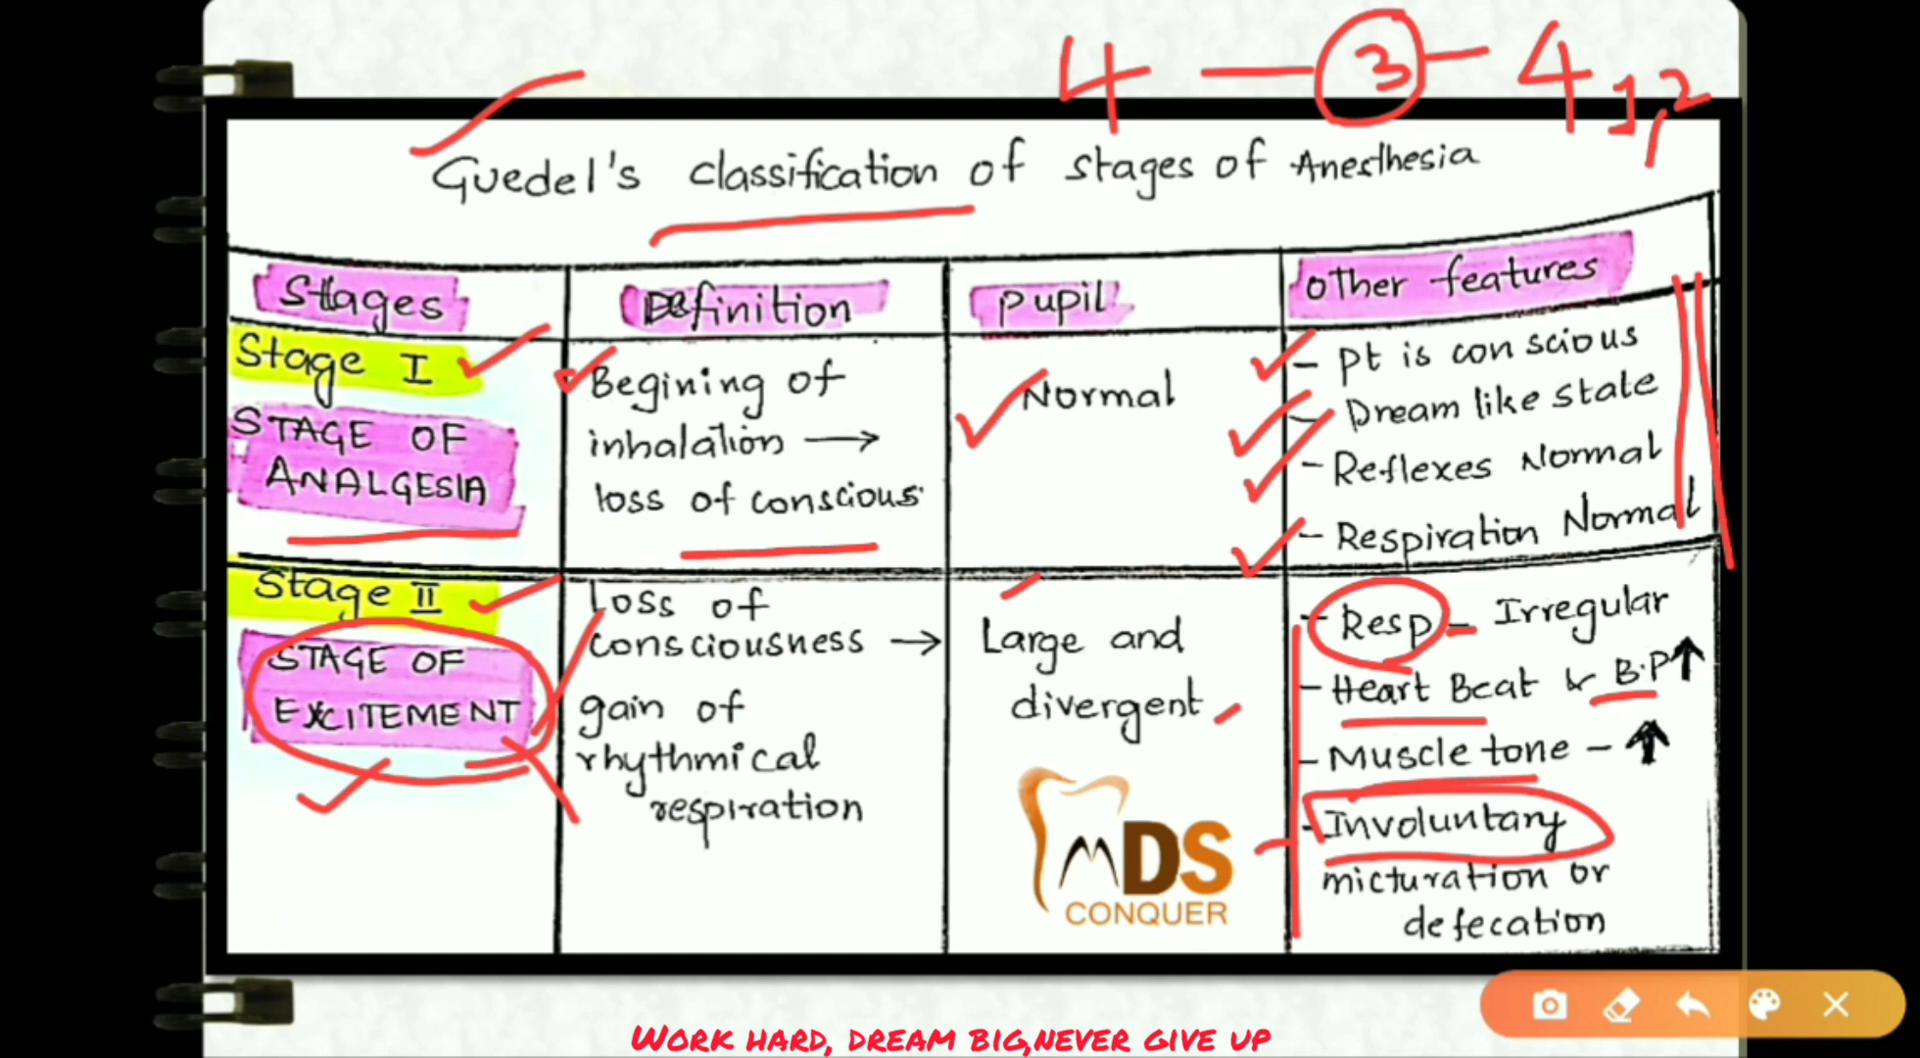 4 — 3 — 4 1,2
Guedel's classification of stages of Anesthesia
Stages
Definition
Pupil
Other features
Stage I
STAGE OF
ANALGESIA
Begining of
inhalation →
loss of conscious
Normal
- Pt is conscious
- Dream like state
- Reflexes Normal
- Respiration Normal
Stage II
STAGE OF
EXCITEMENT
Loss of
consciousness →
gain of
rhythmical
respiration
Large and
divergent
- Resp - Irregular
- Heart Beat & B.P ↑
- Muscle tone - ↑
- Involuntary
micturation or
defecation
MDS
CONQUER
WORK HARD, DREAM BIG,NEVER GIVE UP